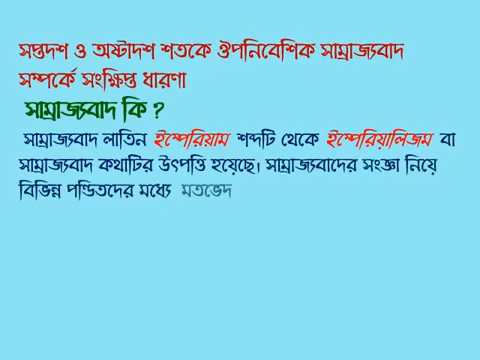 সপ্তদশ ও অষ্টাদশ শতকে ঔপনিবেশিক সাম্রাজ্যবাদ
সম্পর্কে সংক্ষিপ্ত ধারণা
সাম্রাজ্যবাদ কি ?
সাম্রাজ্যবাদ লাতিন ইম্পেরিয়াম শব্দটি থেকে ইম্পেরিয়ালিজম বা
সাম্রাজ্যবাদ কথাটির উৎপত্তি হয়েছে। সাম্রাজ্যবাদের সংজ্ঞা নিয়ে
বিভিন্ন পন্ডিতদের মধ্যে মতভেদ